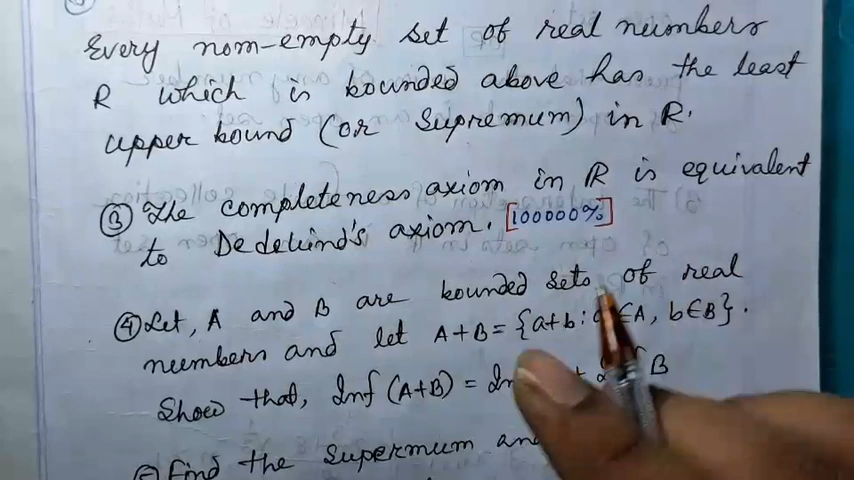 Every nom-empty set of real numbers
R which is bounded above has the least
upper bound (or Supremum) in R.
③ The completeness axiom in R is equivalent
to Dedekind's axiom. [100000%]
④ Let, A and B are bounded sets of real
numbers and let A+B = {a+b: a∈A, b∈B}.
Show that, Inf (A+B) = B
Find the Supermum